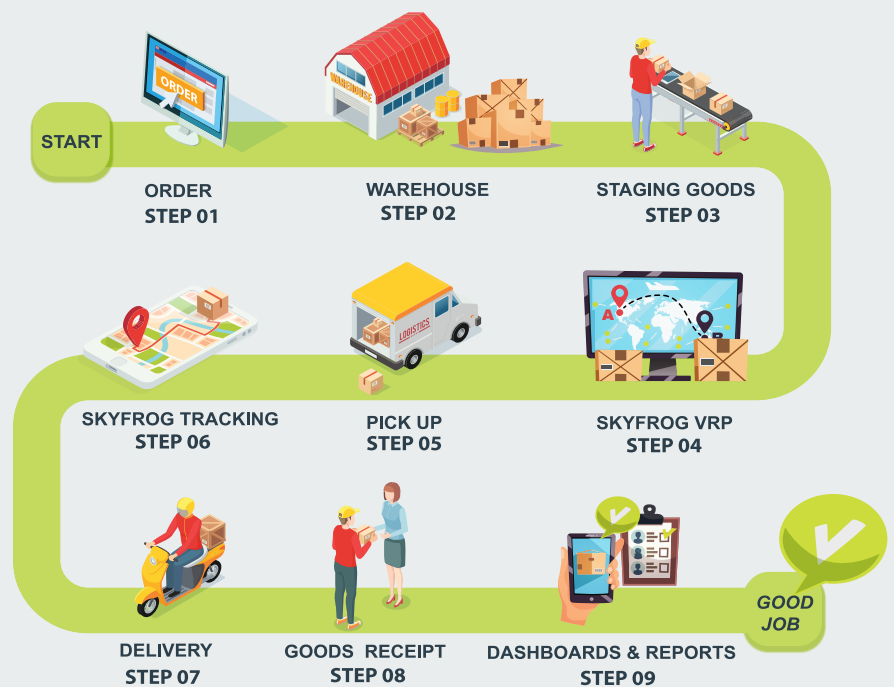 START
ORDER
WAREHOUSE
ORDER
STEP 01
WAREHOUSE
STEP 02
STAGING GOODS
STEP 03
A
B
LOGISTICS
SKYFROG TRACKING
STEP 06
PICK UP
STEP 05
SKYFROG VRP
STEP 04
GOOD
JOB
DELIVERY
STEP 07
GOODS RECEIPT
STEP 08
DASHBOARDS & REPORTS
STEP 09